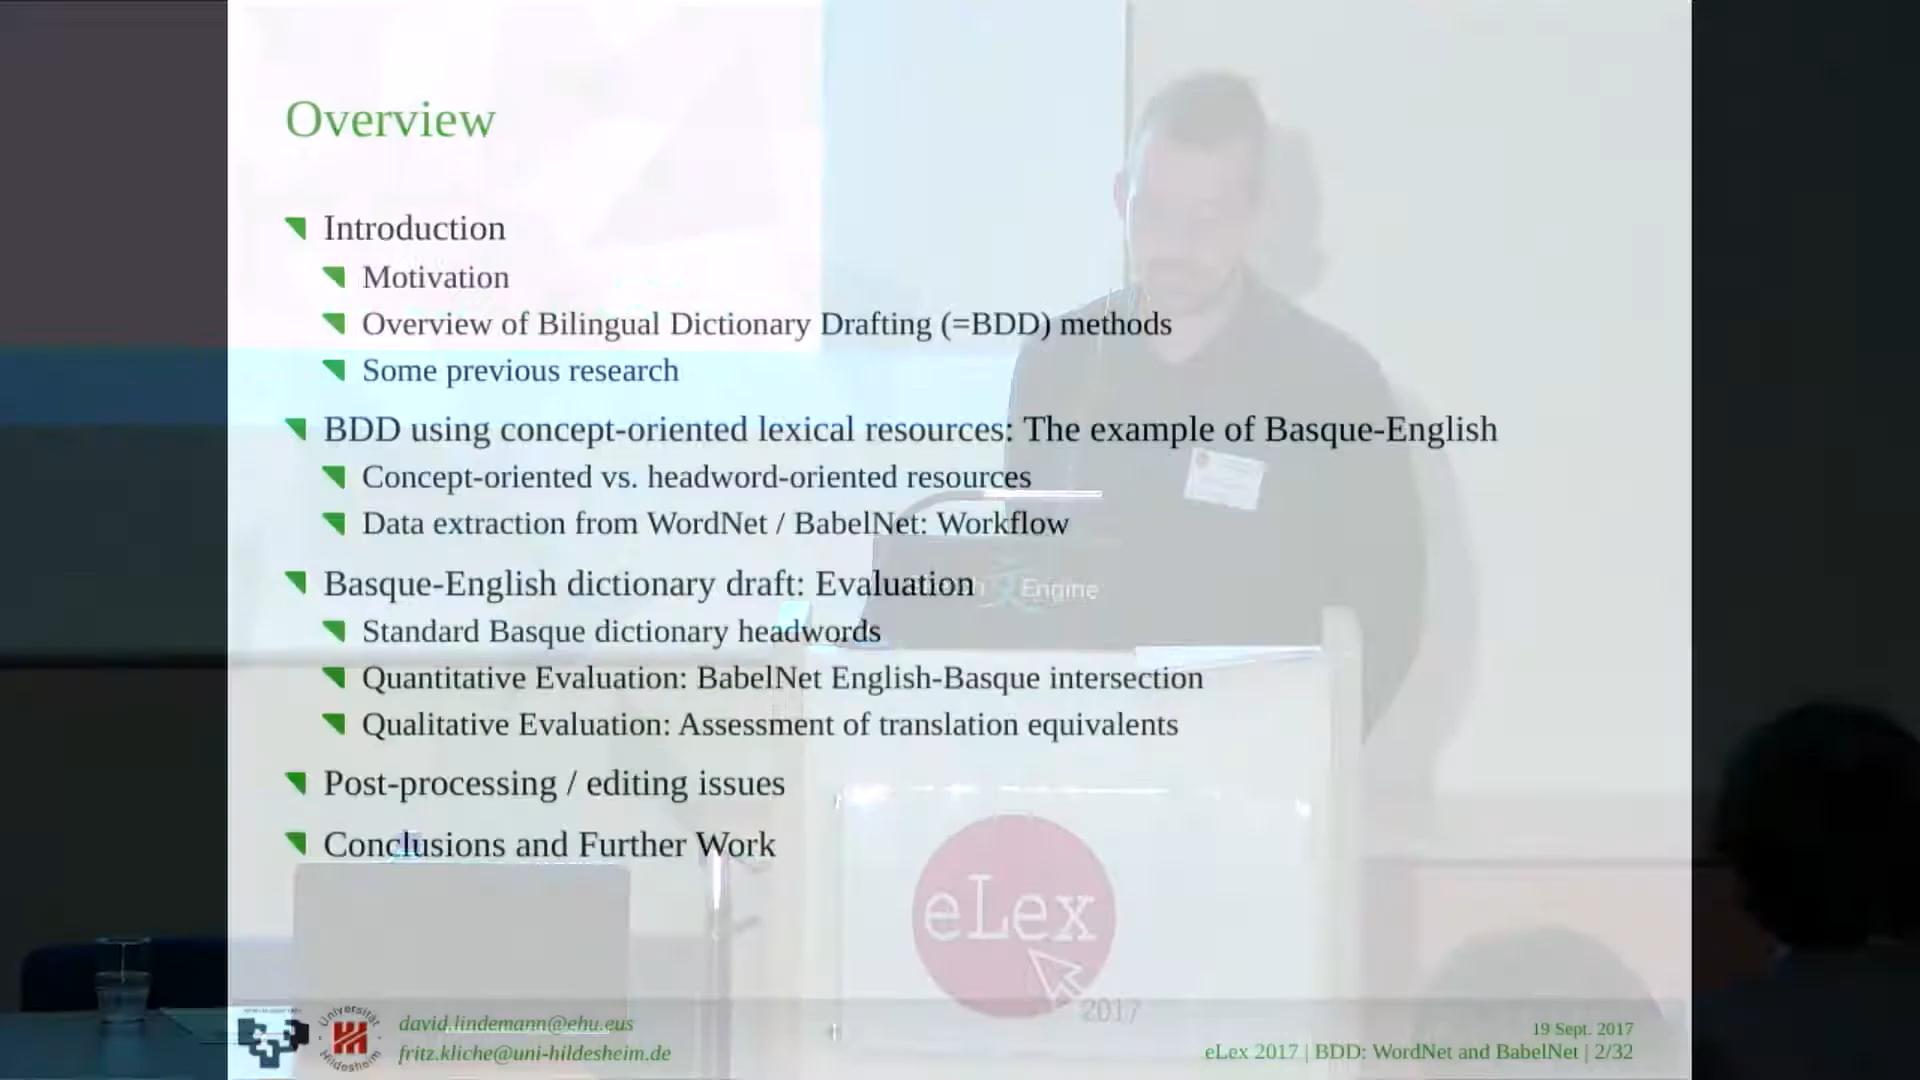 Overview
Introduction
Motivation
Overview of Bilingual Dictionary Drafting (=BDD) methods
Some previous research
BDD using concept-oriented lexical resources: The example of Basque-English
Concept-oriented vs. headword-oriented resources
Data extraction from WordNet / BabelNet: Workflow
Basque-English dictionary draft: Evaluation
Engine
Standard Basque dictionary headwords
Quantitative Evaluation: BabelNet English-Basque intersection
Qualitative Evaluation: Assessment of translation equivalents
Post-processing / editing issues
Conclusions and Further Work
eLex
2017
Universität
Hildesheim
david.lindemann@ehu.eus
fritz.kliche@uni-hildesheim.de
19 Sept. 2017
eLex 2017 | BDD: WordNet and BabelNet | 2/32